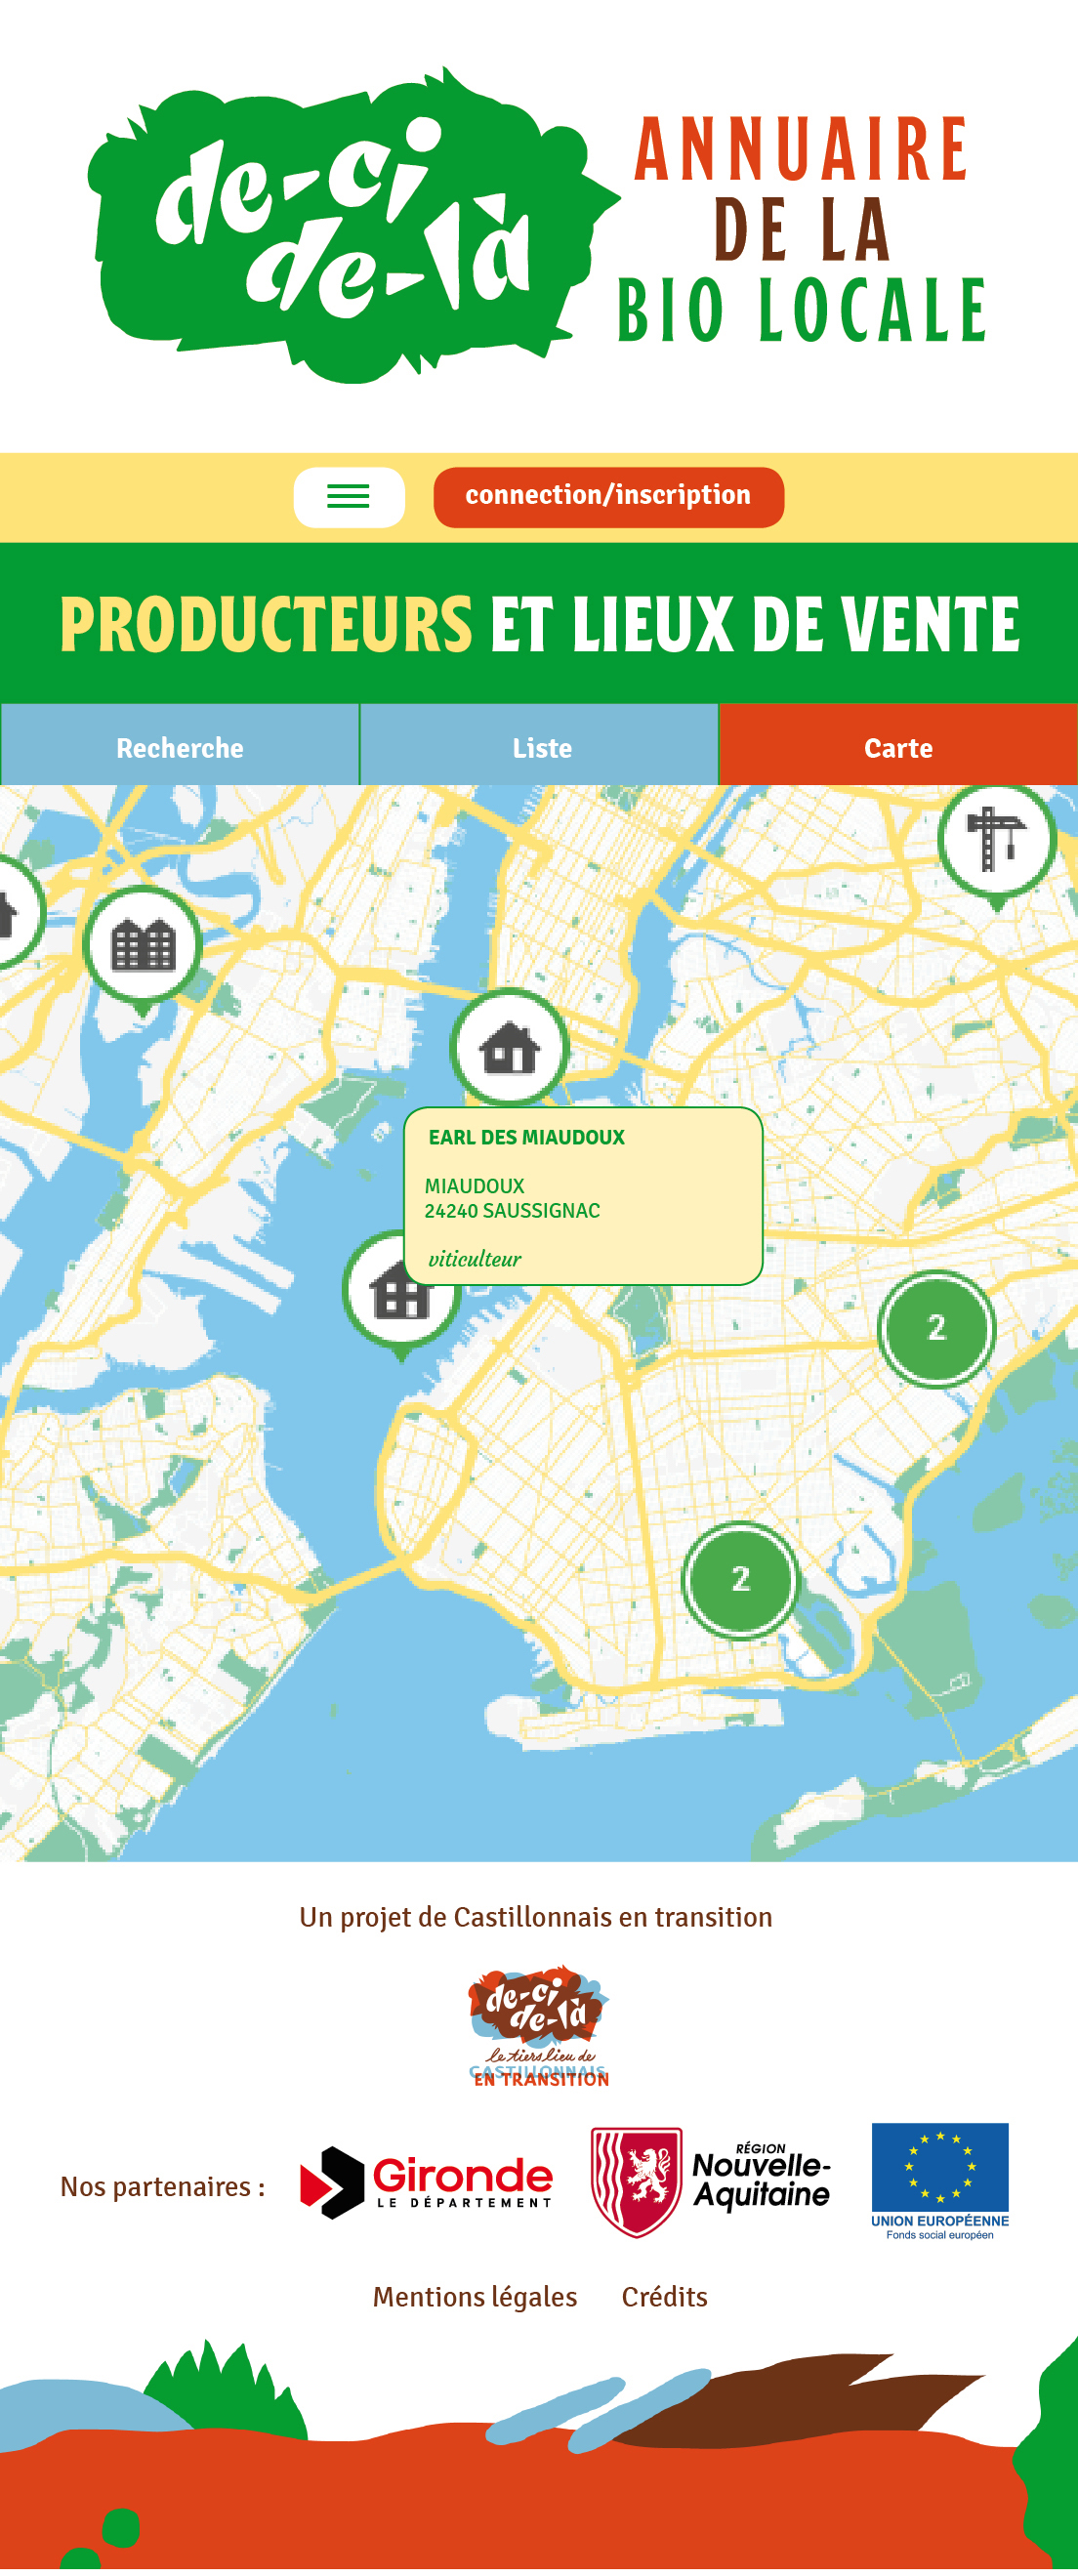 de-ci
de-là
ANNUAIRE
DE LA
BIO LOCALE
connection/inscription
PRODUCTEURS ET LIEUX DE VENTE
Recherche
Liste
Carte
EARL DES MIAUDOUX
MIAUDOUX
24240 SAUSSIGNAC
viticulteur
2
2
Un projet de Castillonnais en transition
de-ci
de-là
le tiers lieu de
CASTILLONNAIS
EN TRANSITION
Nos partenaires :
Gironde
LE DÉPARTEMENT
RÉGION
Nouvelle-
Aquitaine
UNION EUROPÉENNE
Fonds social européen
Mentions légales
Crédits